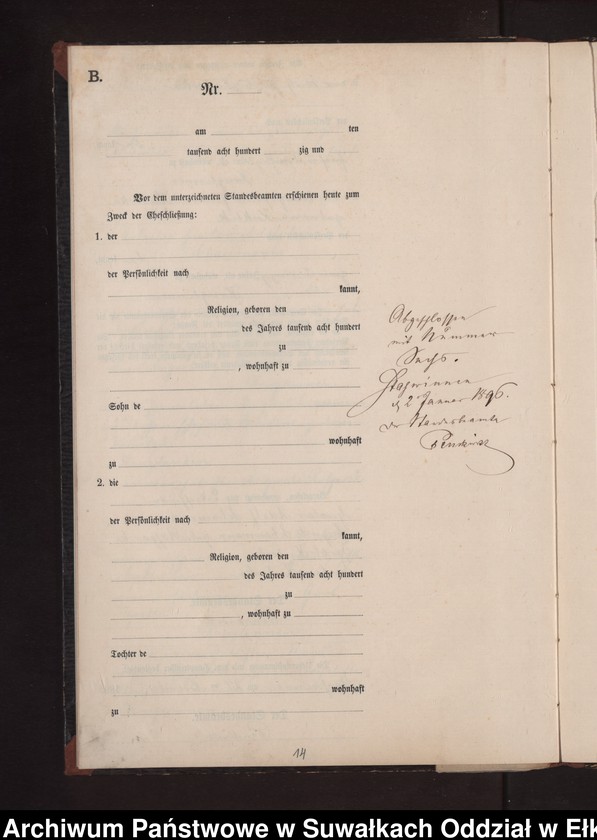 B.
Nr.
am ten
tausend acht hundert zig und
Vor dem unterzeichneten Standesbeamten erschienen heute zum
Zweck der Eheschließung:
1. der
der Persönlichkeit nach
kannt,
Religion, geboren den
des Jahres tausend acht hundert
zu
, wohnhaft zu
Sohn de
wohnhaft
zu
2. die
der Persönlichkeit nach
kannt,
Religion, geboren den
des Jahres tausend acht hundert
zu
, wohnhaft zu
Tochter de
wohnhaft
zu
Abgeschlossen
mit Nummer
Sechs.
d. 2 Januar 1896.
Der Standesbeamte
14
Archiwum Państwowe w Suwałkach Oddział w Ełk